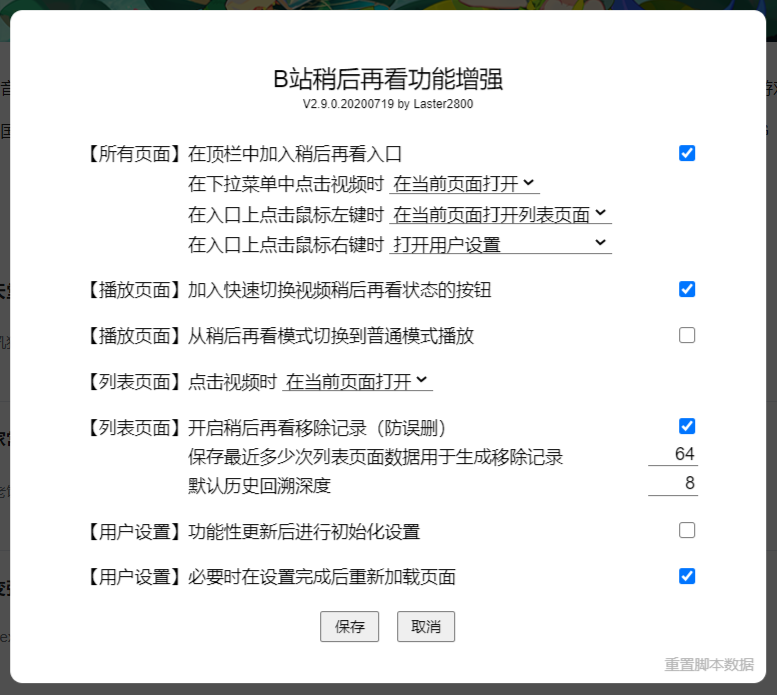 B站稍后再看功能增强
V2.9.0.20200719 by Laster2800
【所有页面】在顶栏中加入稍后再看入口
在下拉菜单中点击视频时 在当前页面打开
在入口上点击鼠标左键时 在当前页面打开列表页面
在入口上点击鼠标右键时 打开用户设置
【播放页面】加入快速切换视频稍后再看状态的按钮
【播放页面】从稍后再看模式切换到普通模式播放
【列表页面】点击视频时 在当前页面打开
【列表页面】开启稍后再看移除记录（防误删）
保存最近多少次列表页面数据用于生成移除记录 64
默认历史回溯深度 8
【用户设置】功能性更新后进行初始化设置
【用户设置】必要时在设置完成后重新加载页面
保存 取消
重置脚本数据